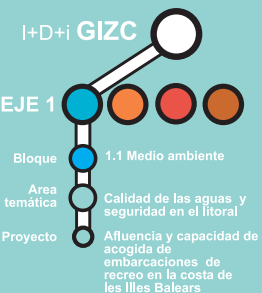 I+D+i GIZC
EJE 1
Bloque
1.1 Medio ambiente
Area
temática
Calidad de las aguas y
seguridad en el litoral
Proyecto
Afluencia y capacidad de
acogida de
embarcaciones de
recreo en la costa de
les Illes Balears